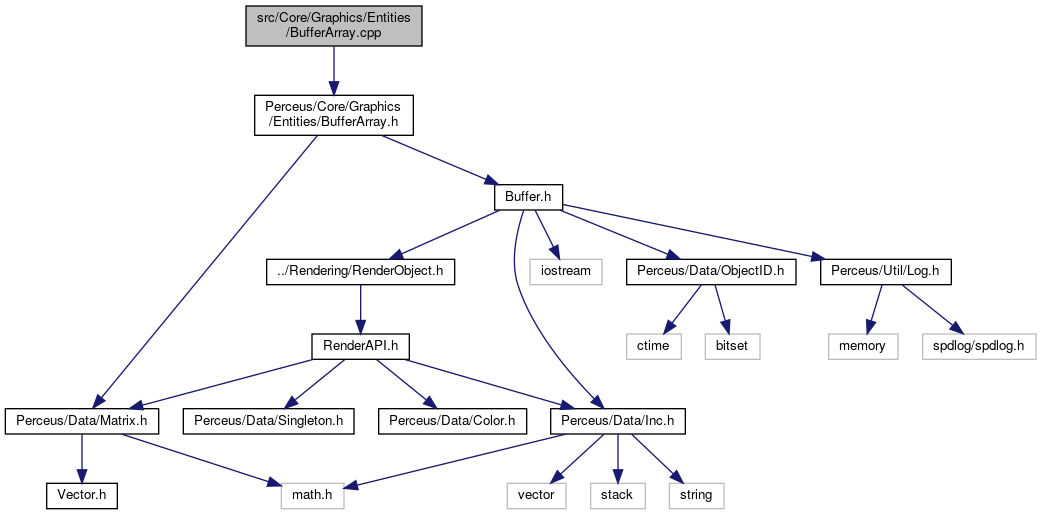 src/Core/Graphics/Entities
/BufferArray.cpp
Perceus/Core/Graphics
/Entities/BufferArray.h
Buffer.h
../Rendering/RenderObject.h
iostream
Perceus/Data/ObjectID.h
Perceus/Util/Log.h
RenderAPI.h
ctime
bitset
memory
spdlog/spdlog.h
Perceus/Data/Matrix.h
Perceus/Data/Singleton.h
Perceus/Data/Color.h
Perceus/Data/Inc.h
Vector.h
math.h
vector
stack
string